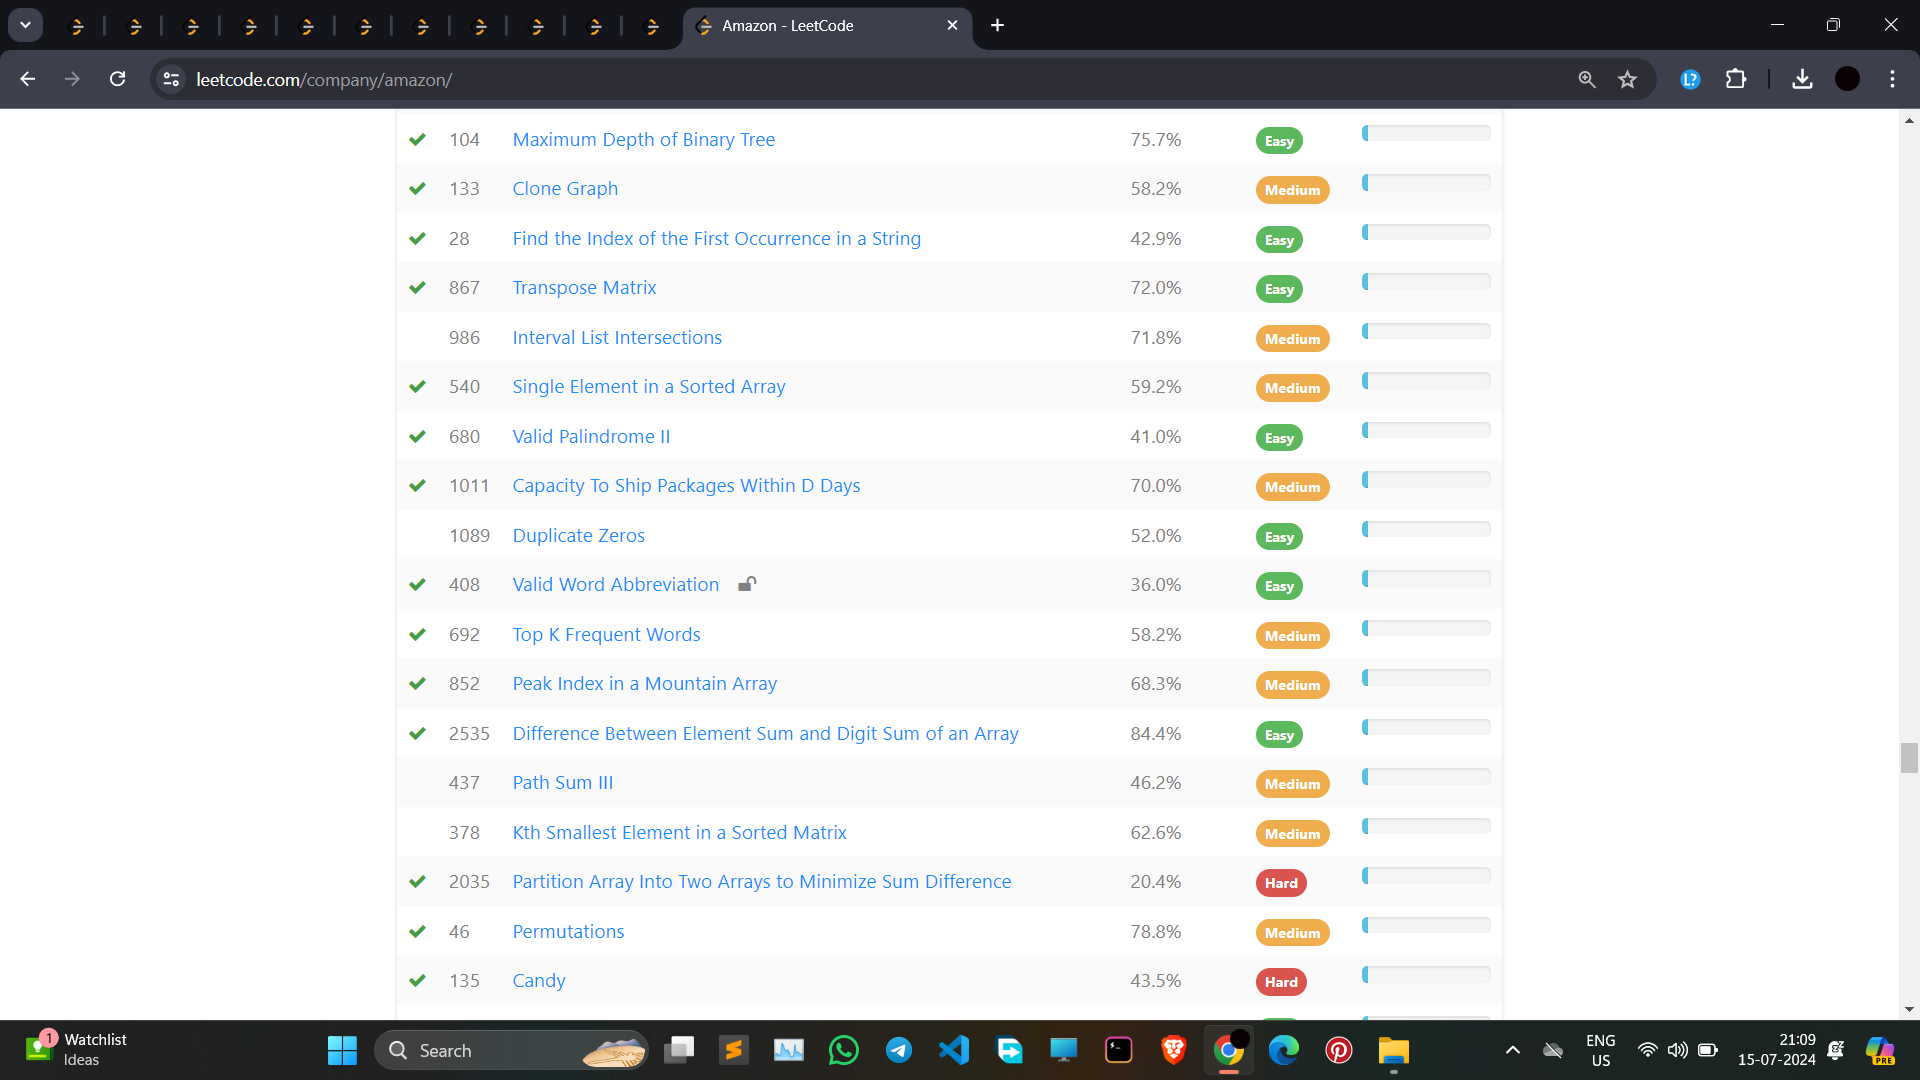 Amazon - LeetCode
leetcode.com/company/amazon/
L?
104 Maximum Depth of Binary Tree 75.7% Easy
133 Clone Graph 58.2% Medium
28 Find the Index of the First Occurrence in a String 42.9% Easy
867 Transpose Matrix 72.0% Easy
986 Interval List Intersections 71.8% Medium
540 Single Element in a Sorted Array 59.2% Medium
680 Valid Palindrome II 41.0% Easy
1011 Capacity To Ship Packages Within D Days 70.0% Medium
1089 Duplicate Zeros 52.0% Easy
408 Valid Word Abbreviation 36.0% Easy
692 Top K Frequent Words 58.2% Medium
852 Peak Index in a Mountain Array 68.3% Medium
2535 Difference Between Element Sum and Digit Sum of an Array 84.4% Easy
437 Path Sum III 46.2% Medium
378 Kth Smallest Element in a Sorted Matrix 62.6% Medium
2035 Partition Array Into Two Arrays to Minimize Sum Difference 20.4% Hard
46 Permutations 78.8% Medium
135 Candy 43.5% Hard
1 Watchlist
Ideas
Search
ENG
US
21:09
15-07-2024
PRE